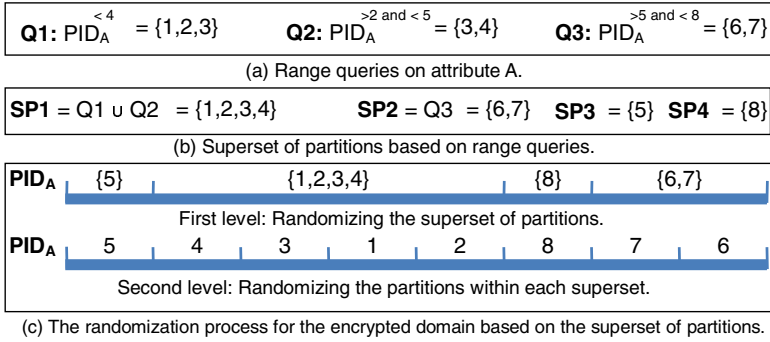 Q1: PID_A^{< 4} = {1,2,3} Q2: PID_A^{>2 and < 5} = {3,4} Q3: PID_A^{>5 and < 8} = {6,7}
(a) Range queries on attribute A.
SP1 = Q1 ∪ Q2 = {1,2,3,4} SP2 = Q3 = {6,7} SP3 = {5} SP4 = {8}
(b) Superset of partitions based on range queries.
PID_A {5} {1,2,3,4} {8} {6,7}
First level: Randomizing the superset of partitions.
PID_A 5 4 3 1 2 8 7 6
Second level: Randomizing the partitions within each superset.
(c) The randomization process for the encrypted domain based on the superset of partitions.